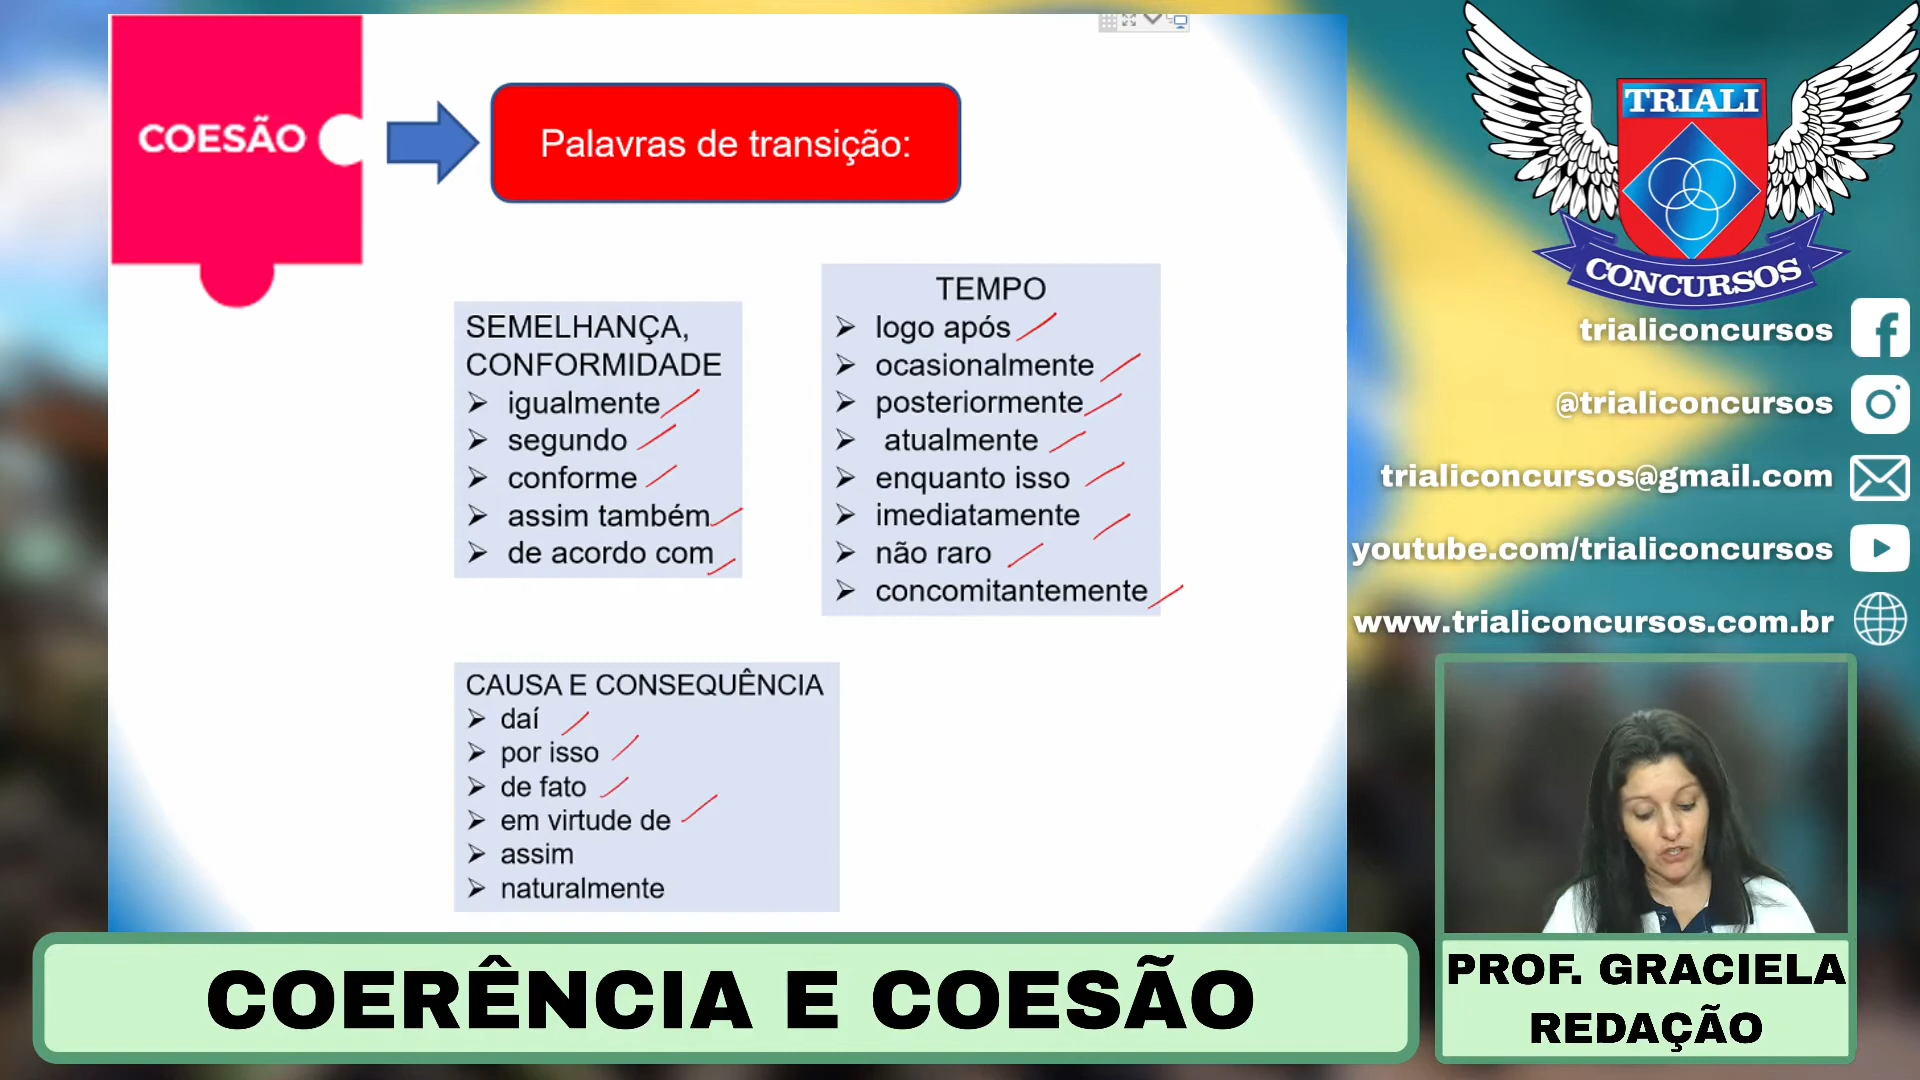 COESÃO
Palavras de transição:
SEMELHANÇA,
CONFORMIDADE
➢ igualmente
➢ segundo
➢ conforme
➢ assim também
➢ de acordo com
TEMPO
➢ logo após
➢ ocasionalmente
➢ posteriormente
➢ atualmente
➢ enquanto isso
➢ imediatamente
➢ não raro
➢ concomitantemente
CAUSA E CONSEQUÊNCIA
➢ daí
➢ por isso
➢ de fato
➢ em virtude de
➢ assim
➢ naturalmente
TRIALI
CONCURSOS
trialiconcursos
@trialiconcursos
trialiconcursos@gmail.com
youtube.com/trialiconcursos
www.trialiconcursos.com.br
COERÊNCIA E COESÃO
PROF. GRACIELA
REDAÇÃO